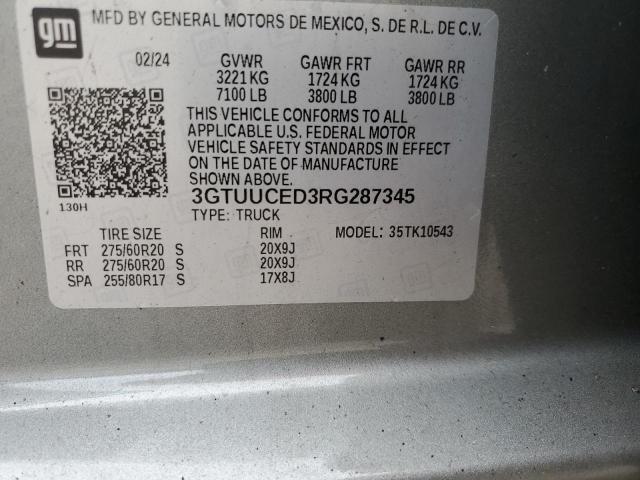 gm
MFD BY GENERAL MOTORS DE MEXICO, S. DE R.L. DE C.V.
02/24 GVWR GAWR FRT GAWR RR
3221 KG 1724 KG 1724 KG
7100 LB 3800 LB 3800 LB
THIS VEHICLE CONFORMS TO ALL
APPLICABLE U.S. FEDERAL MOTOR
VEHICLE SAFETY STANDARDS IN EFFECT
ON THE DATE OF MANUFACTURE
SHOWN ABOVE.
130H
3GTUUCED3RG287345
TYPE: TRUCK
TIRE SIZE RIM MODEL: 35TK10543
FRT 275/60R20 S 20X9J
RR 275/60R20 S 20X9J
SPA 255/80R17 S 17X8J